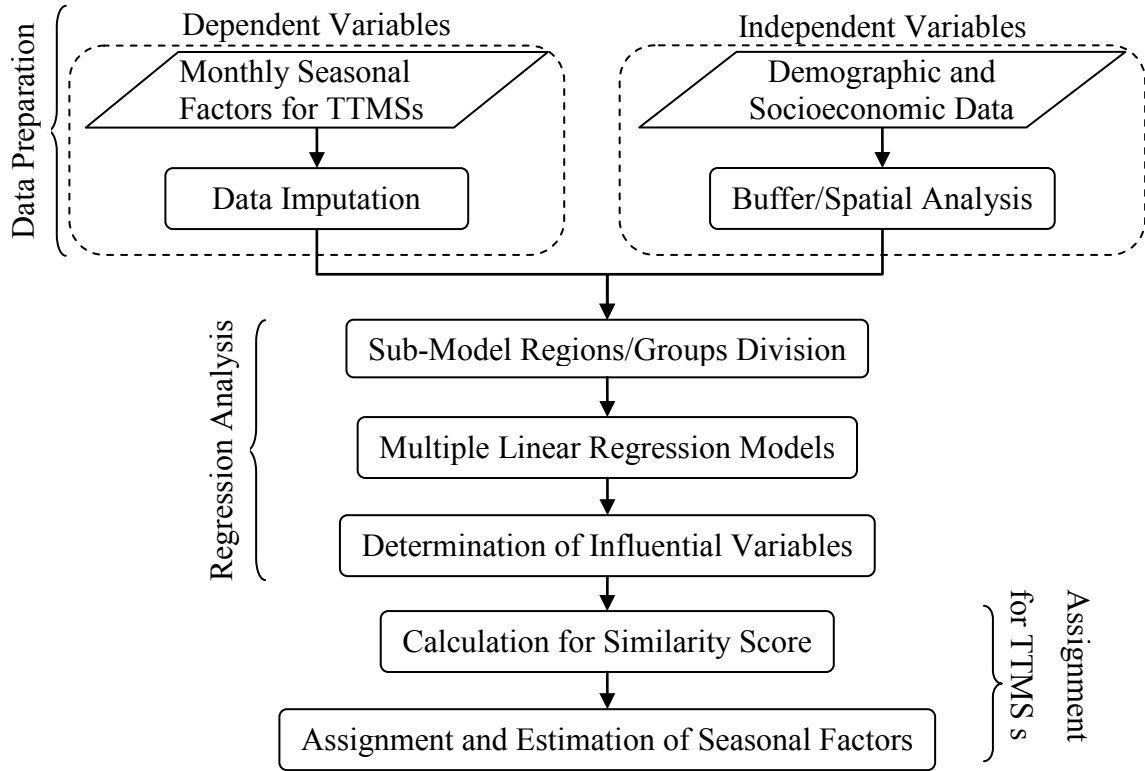 Dependent Variables
Independent Variables
Data Preparation
Monthly Seasonal
Factors for TTMSs
Demographic and
Socioeconomic Data
Data Imputation
Buffer/Spatial Analysis
Regression Analysis
Sub-Model Regions/Groups Division
Multiple Linear Regression Models
Determination of Influential Variables
Calculation for Similarity Score
Assignment and Estimation of Seasonal Factors
Assignment
for TTMS s